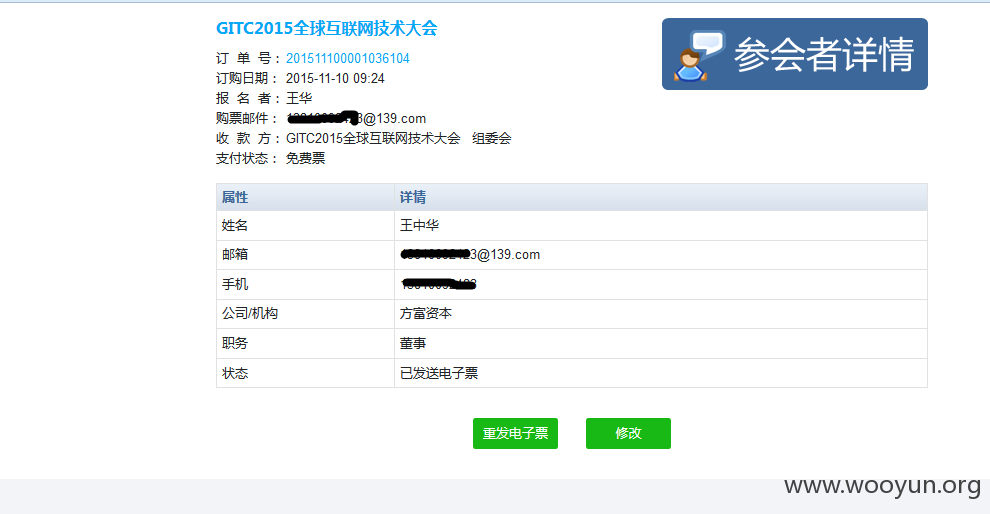 GITC2015全球互联网技术大会
参会者详情
订 单 号： 201511100001036104
订购日期： 2015-11-10 09:24
报 名 者： 王华
购票邮件： 3@139.com
收 款 方： GITC2015全球互联网技术大会 组委会
支付状态： 免费票
属性 详情
姓名 王中华
邮箱 3@139.com
手机
公司/机构 方富资本
职务 董事
状态 已发送电子票
重发电子票 修改
www.wooyun.org